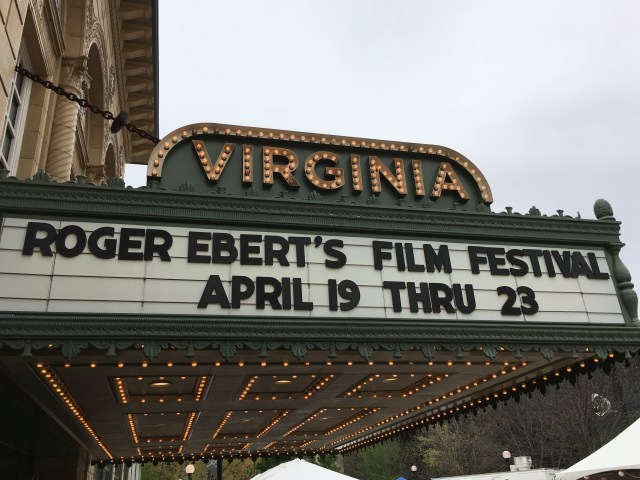 VIRGINIA
ROGER EBERT'S FILM FESTIVAL
APRIL 19 THRU 23